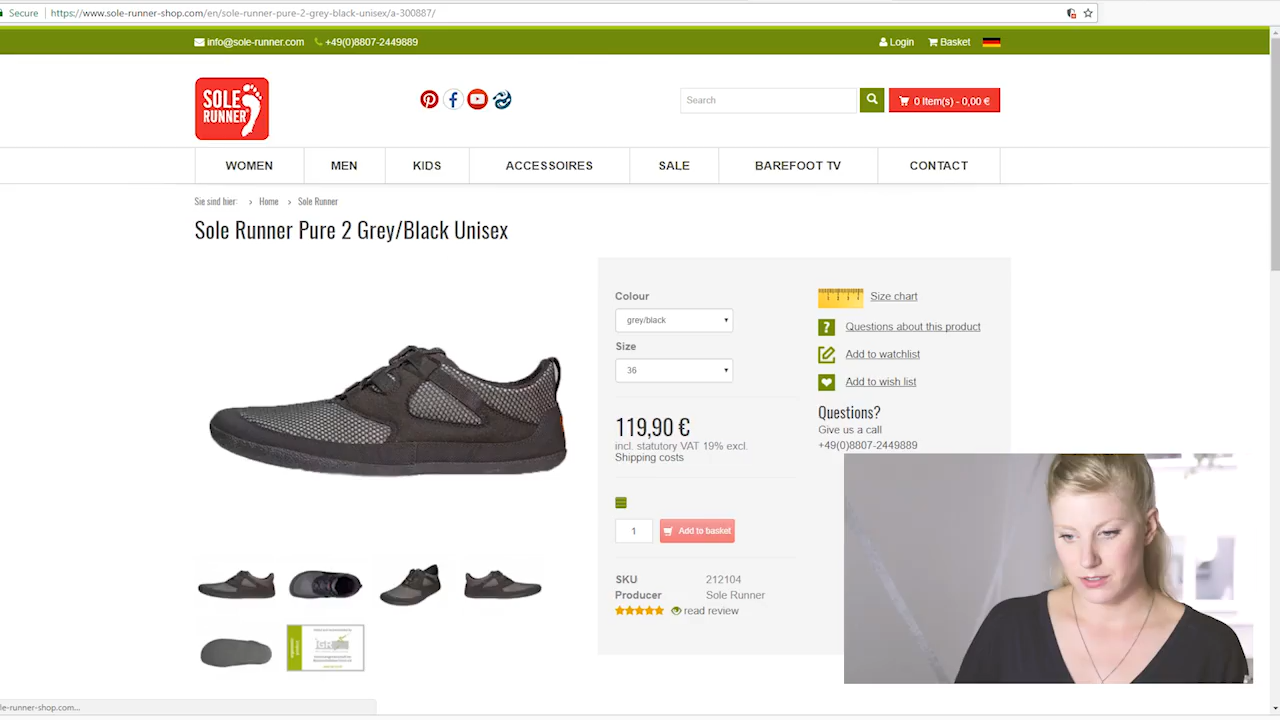 Secure
https://www.sole-runner-shop.com/en/sole-runner-pure-2-grey-black-unisex/a-300887/
info@sole-runner.com +49(0)8807-2449889
Login Basket
SOLE RUNNER
Search
0 Item(s) - 0,00 €
WOMEN MEN KIDS ACCESSOIRES SALE BAREFOOT TV CONTACT
Sie sind hier: › Home › Sole Runner
Sole Runner Pure 2 Grey/Black Unisex
Colour
grey/black
Size
36
119,90 €
incl. statutory VAT 19% excl.
Shipping costs
1 Add to basket
SKU 212104
Producer Sole Runner
read review
Size chart
Questions about this product
Add to watchlist
Add to wish list
Questions?
Give us a call
+49(0)8807-2449889
le-runner-shop.com...